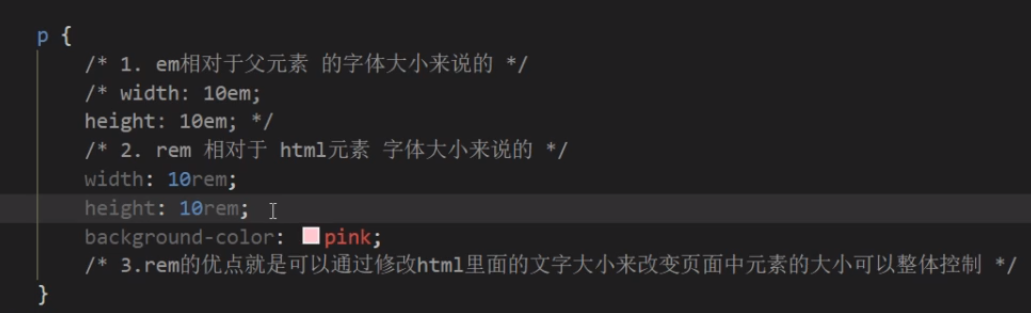 p {
/* 1. em相对于父元素 的字体大小来说的 */
/* width: 10em;
height: 10em; */
/* 2. rem 相对于 html元素 字体大小来说的 */
width: 10rem;
height: 10rem;
background-color: pink;
/* 3.rem的优点就是可以通过修改html里面的文字大小来改变页面中元素的大小可以整体控制 */
}